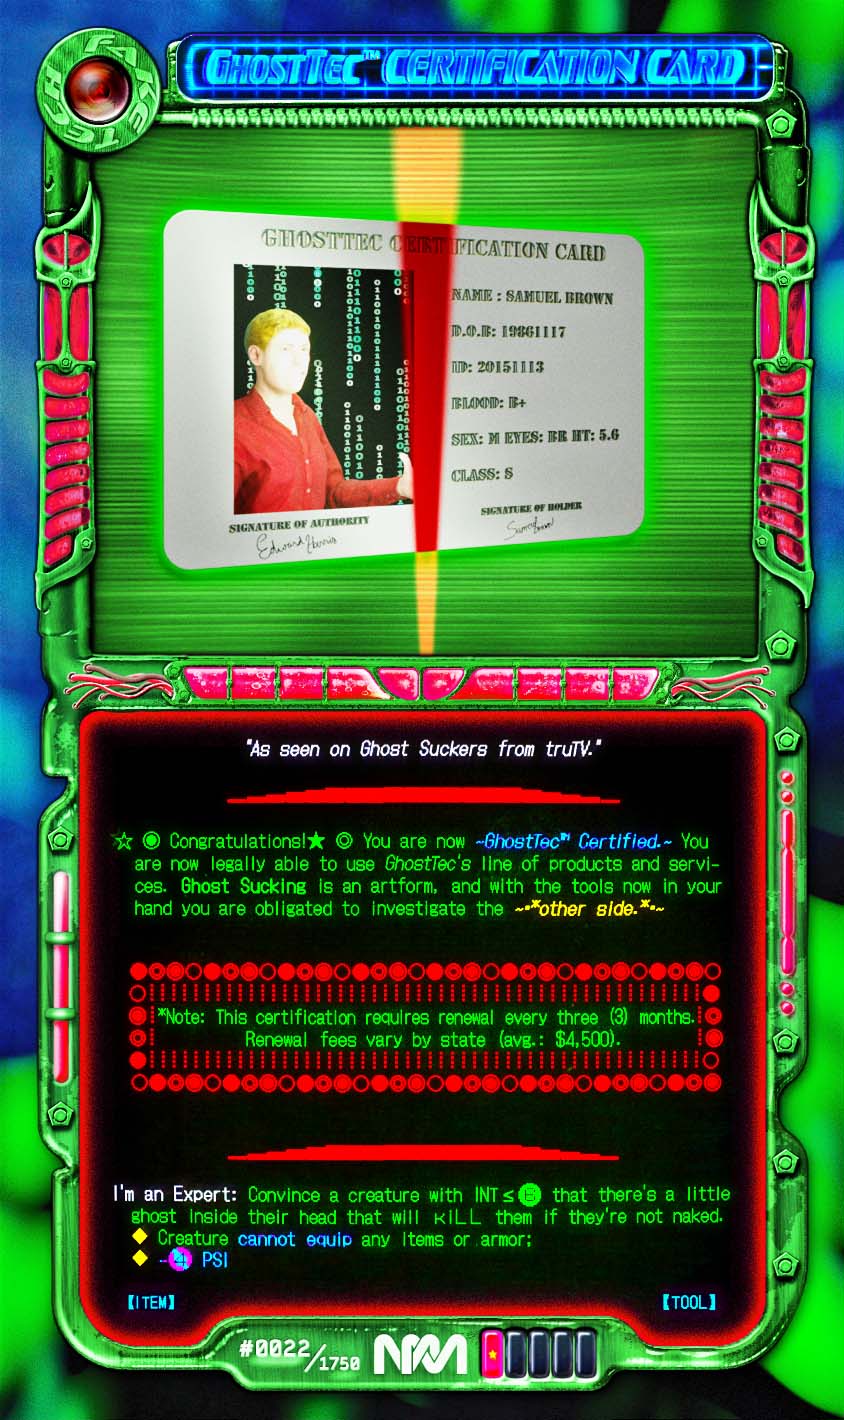 FAKE TECH
GHOSTTEC™ CERTIFICATION CARD
GHOSTTEC CERTIFICATION CARD
NAME : SAMUEL BROWN
D.O.B: 19861117
ID: 20151113
BLOOD: B+
SEX: M EYES: BR HT: 5.6
CLASS: S
SIGNATURE OF AUTHORITY
Edward Harris
SIGNATURE OF HOLDER
"As seen on Ghost Suckers from truTV."
☆ ◉ Congratulations!★ ◎ You are now ~GhostTec™ Certified.~ You
are now legally able to use GhostTec's line of products and servi-
ces. Ghost Sucking is an artform, and with the tools now in your
hand you are obligated to investigate the ~·*other side.*·~
*Note: This certification requires renewal every three (3) months.
Renewal fees vary by state (avg.: $4,500).
I'm an Expert: Convince a creature with INT≤6 that there's a little
ghost inside their head that will KiLL them if they're not naked.
◆ Creature cannot equip any items or armor;
◆ -4 PSI
【ITEM】
【TOOL】
#0022/1750 NPM